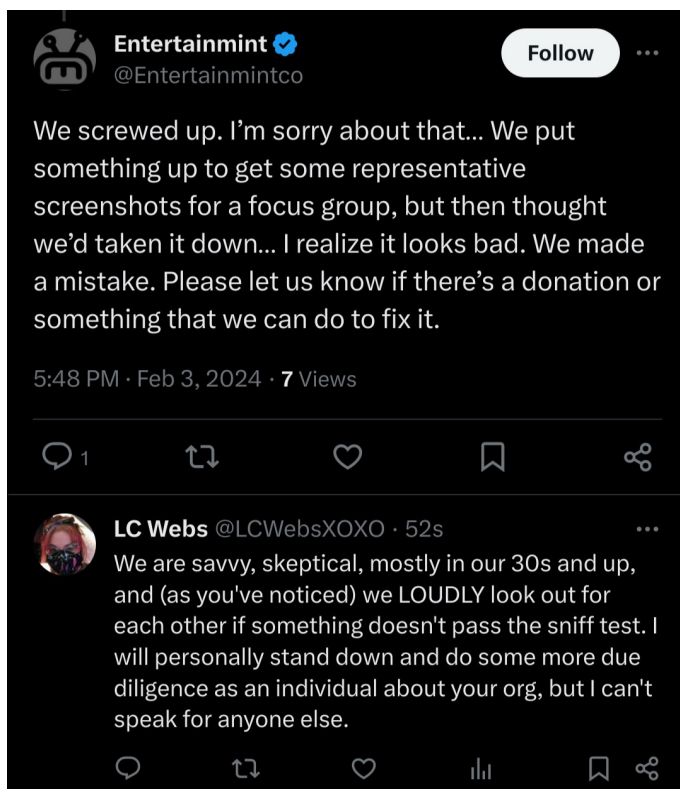 Entertainmint
@Entertainmintco
Follow
We screwed up. I’m sorry about that... We put
something up to get some representative
screenshots for a focus group, but then thought
we’d taken it down... I realize it looks bad. We made
a mistake. Please let us know if there’s a donation or
something that we can do to fix it.
5:48 PM · Feb 3, 2024 · 7 Views
1
LC Webs @LCWebsXOXO · 52s
We are savvy, skeptical, mostly in our 30s and up,
and (as you've noticed) we LOUDLY look out for
each other if something doesn't pass the sniff test. I
will personally stand down and do some more due
diligence as an individual about your org, but I can't
speak for anyone else.